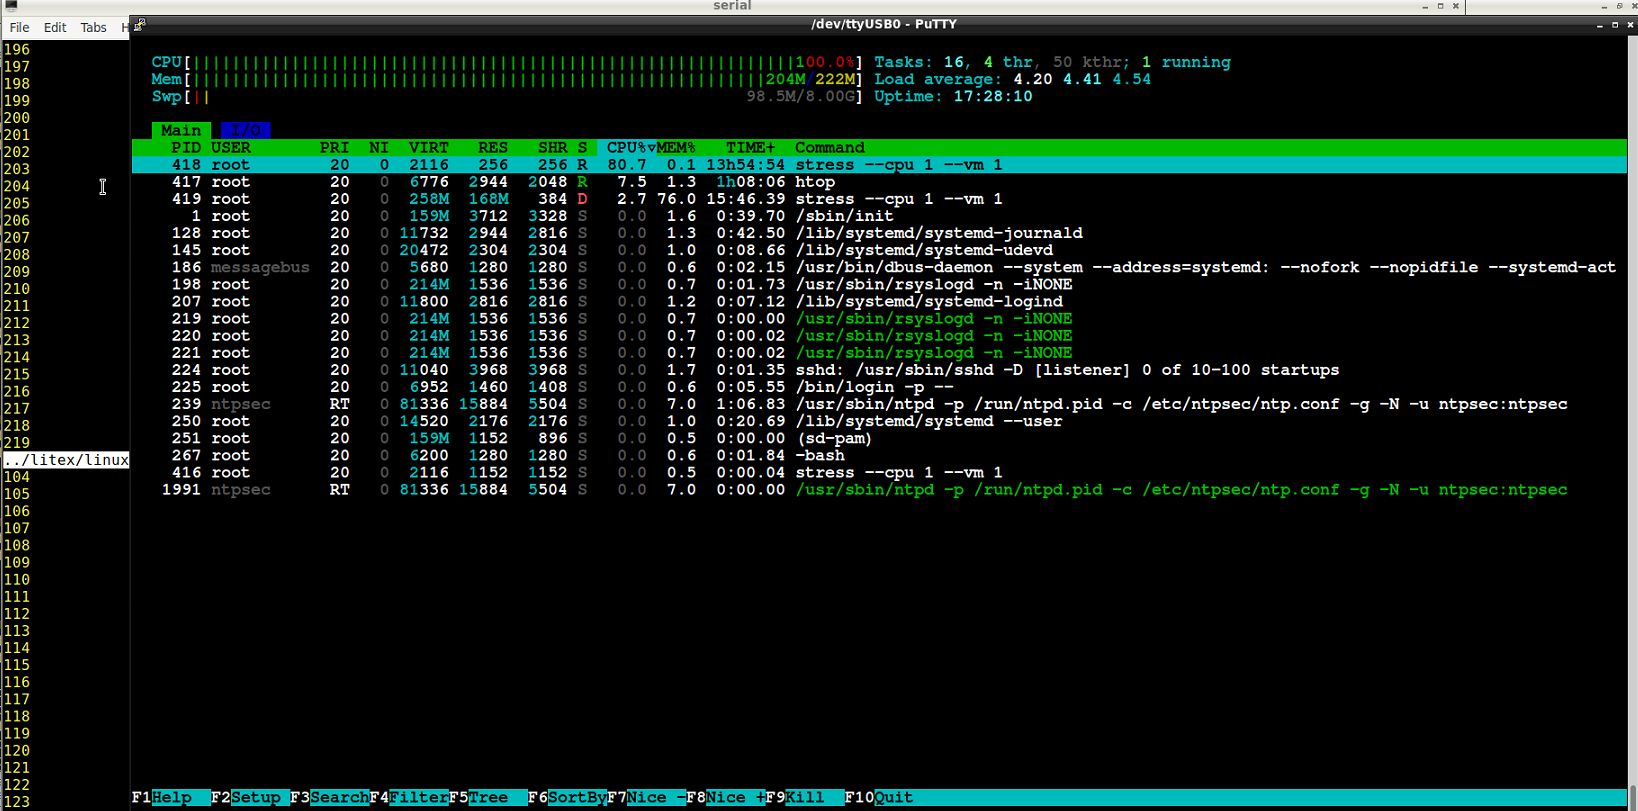 serial
File Edit Tabs H
/dev/ttyUSB0 - PuTTY
196
197
198
199
200
201
202
203
204
205
206
207
208
209
210
211
212
213
214
215
216
217
218
219
../litex/linux
104
105
106
107
108
109
110
111
112
113
114
115
116
117
118
119
120
121
122
123
CPU[100.0%] Tasks: 16, 4 thr, 50 kthr; 1 running
Mem[204M/222M] Load average: 4.20 4.41 4.54
Swp[|| 98.5M/8.00G] Uptime: 17:28:10
Main I/O
PID USER PRI NI VIRT RES SHR S CPU%▽MEM% TIME+ Command
418 root 20 0 2116 256 256 R 80.7 0.1 13h54:54 stress --cpu 1 --vm 1
417 root 20 0 6776 2944 2048 R 7.5 1.3 1h08:06 htop
419 root 20 0 258M 168M 384 D 2.7 76.0 15:46.39 stress --cpu 1 --vm 1
1 root 20 0 159M 3712 3328 S 0.0 1.6 0:39.70 /sbin/init
128 root 20 0 11732 2944 2816 S 0.0 1.3 0:42.50 /lib/systemd/systemd-journald
145 root 20 0 20472 2304 2304 S 0.0 1.0 0:08.66 /lib/systemd/systemd-udevd
186 messagebus 20 0 5680 1280 1280 S 0.0 0.6 0:02.15 /usr/bin/dbus-daemon --system --address=systemd: --nofork --nopidfile --systemd-act
198 root 20 0 214M 1536 1536 S 0.0 0.7 0:01.73 /usr/sbin/rsyslogd -n -iNONE
207 root 20 0 11800 2816 2816 S 0.0 1.2 0:07.12 /lib/systemd/systemd-logind
219 root 20 0 214M 1536 1536 S 0.0 0.7 0:00.00 /usr/sbin/rsyslogd -n -iNONE
220 root 20 0 214M 1536 1536 S 0.0 0.7 0:00.02 /usr/sbin/rsyslogd -n -iNONE
221 root 20 0 214M 1536 1536 S 0.0 0.7 0:00.02 /usr/sbin/rsyslogd -n -iNONE
224 root 20 0 11040 3968 3968 S 0.0 1.7 0:01.35 sshd: /usr/sbin/sshd -D [listener] 0 of 10-100 startups
225 root 20 0 6952 1460 1408 S 0.0 0.6 0:05.55 /bin/login -p --
239 ntpsec RT 0 81336 15884 5504 S 0.0 7.0 1:06.83 /usr/sbin/ntpd -p /run/ntpd.pid -c /etc/ntpsec/ntp.conf -g -N -u ntpsec:ntpsec
250 root 20 0 14520 2176 2176 S 0.0 1.0 0:20.69 /lib/systemd/systemd --user
251 root 20 0 159M 1152 896 S 0.0 0.5 0:00.00 (sd-pam)
267 root 20 0 6200 1280 1280 S 0.0 0.6 0:01.84 -bash
416 root 20 0 2116 1152 1152 S 0.0 0.5 0:00.04 stress --cpu 1 --vm 1
1991 ntpsec RT 0 81336 15884 5504 S 0.0 7.0 0:00.00 /usr/sbin/ntpd -p /run/ntpd.pid -c /etc/ntpsec/ntp.conf -g -N -u ntpsec:ntpsec
F1Help F2Setup F3SearchF4FilterF5Tree F6SortByF7Nice -F8Nice +F9Kill F10Quit